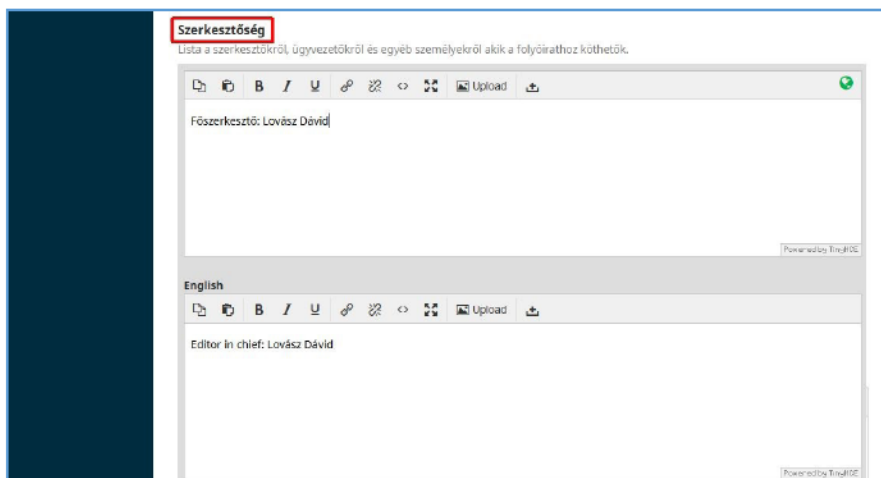 Szerkesztőség
Lista a szerkesztőkről, ügyvezetőkről és egyéb személyekről akik a folyóirathoz köthetők.
B I U Upload
Főszerkesztő: Lovász Dávid
Powered by TinyMCE
English
B I U Upload
Editor in chief: Lovász Dávid
Powered by TinyMCE